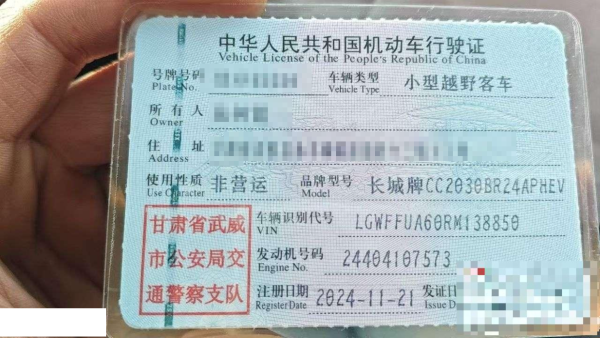 中华人民共和国机动车行驶证
Vehicle License of the People's Republic of China
号牌号码 车辆类型 小型越野客车
Plate No. Vehicle Type
所有人
Owner
住址
Address
使用性质 非营运 品牌型号 长城牌CC2030BR24APHEV
Use Character Model
甘肃省武威 车辆识别代号 LGWFFUA60RM138850
VIN
市公安局交 发动机号码 24404107573
Engine No.
通警察支队 注册日期 2024-11-21 发证日
Register Date Issue D